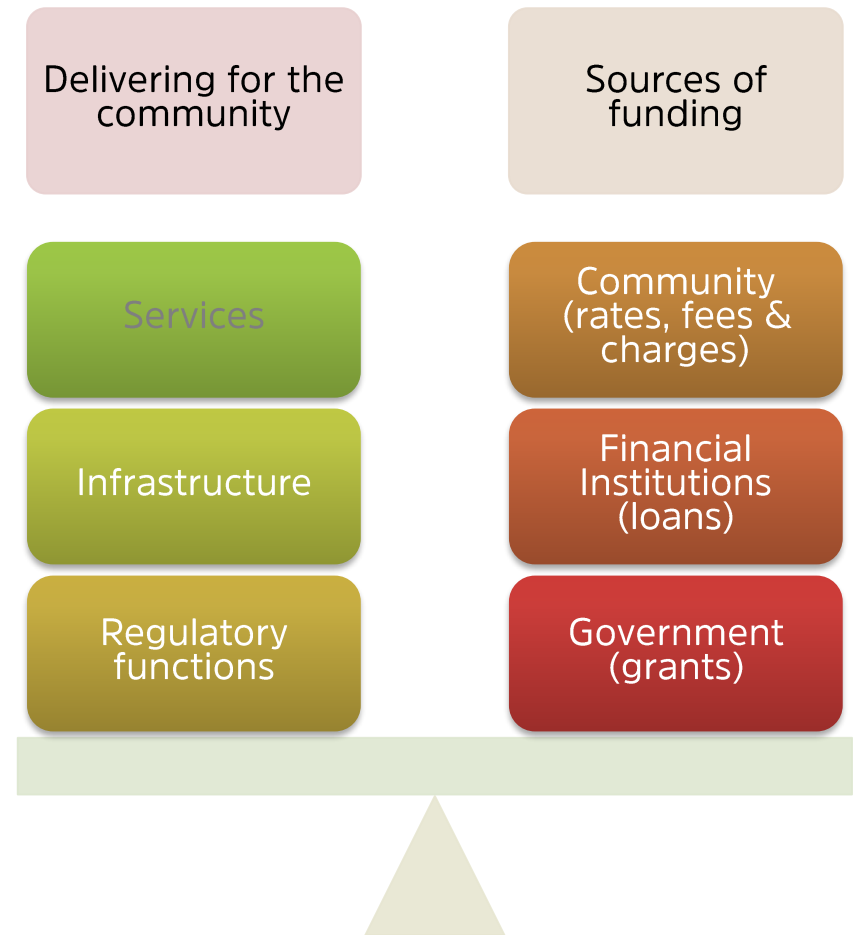 Delivering for the
community
Sources of
funding
Services
Community
(rates, fees &
charges)
Infrastructure
Financial
Institutions
(loans)
Regulatory
functions
Government
(grants)